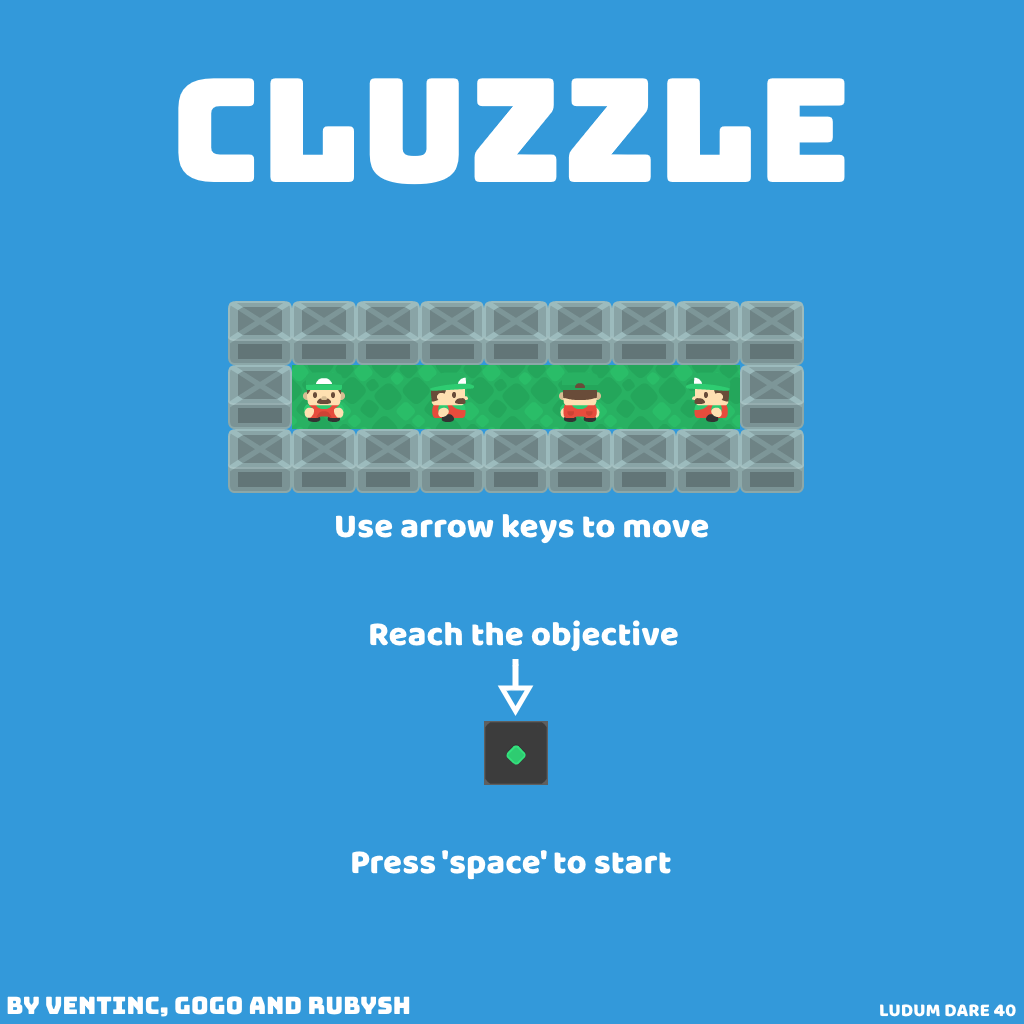 CLUZZLE
Use arrow keys to move
Reach the objective
Press 'space' to start
BY VENTINC, GOGO AND RUBYSH
LUDUM DARE 40